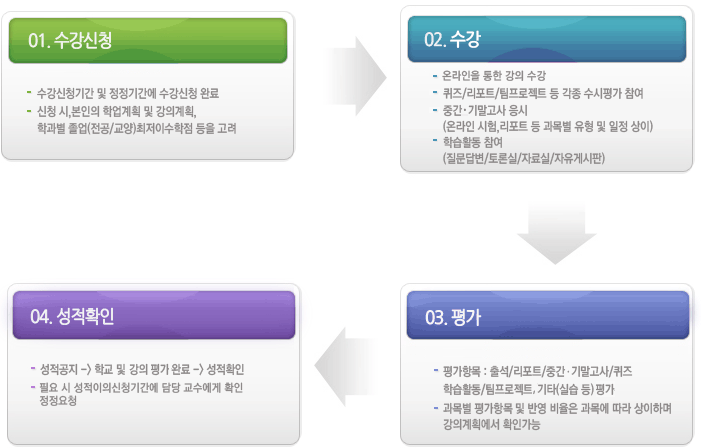 01. 수강신청
- 수강신청기간 및 정정기간에 수강신청 완료
- 신청 시,본인의 학업계획 및 강의계획,
학과별 졸업(전공/교양)최저이수학점 등을 고려
02. 수강
- 온라인을 통한 강의 수강
- 퀴즈/리포트/팀프로젝트 등 각종 수시평가 참여
- 중간·기말고사 응시
(온라인 시험,리포트 등 과목별 유형 및 일정 상이)
- 학습활동 참여
(질문답변/토론실/자료실/자유게시판)
03. 평가
- 평가항목 : 출석/리포트/중간·기말고사/퀴즈
학습활동/팀프로젝트, 기타(실습 등) 평가
- 과목별 평가항목 및 반영 비율은 과목에 따라 상이하며
강의계획에서 확인가능
04. 성적확인
- 성적공지 -> 학교 및 강의 평가 완료 -> 성적확인
- 필요 시 성적이의신청기간에 담당 교수에게 확인
정정요청